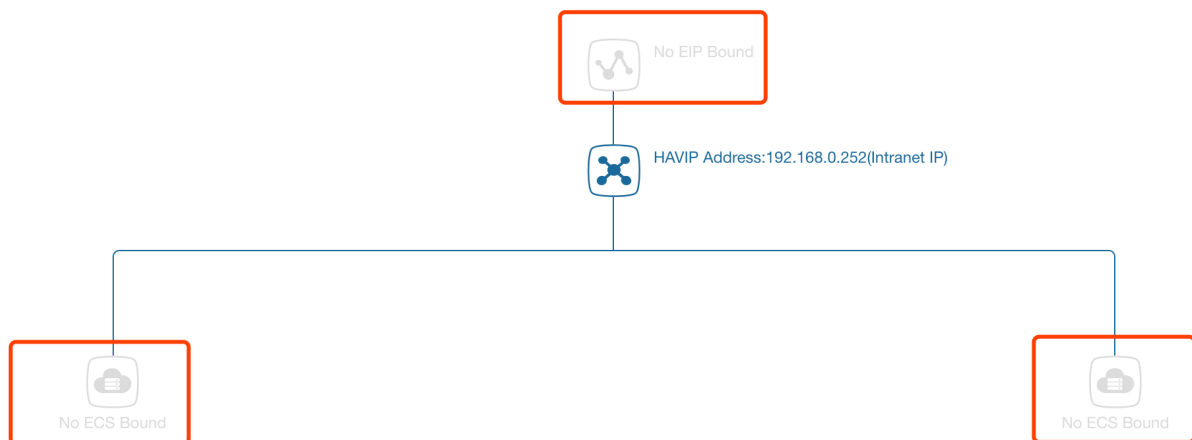 No EIP Bound
HAVIP Address:192.168.0.252(Intranet IP)
No ECS Bound
No ECS Bound